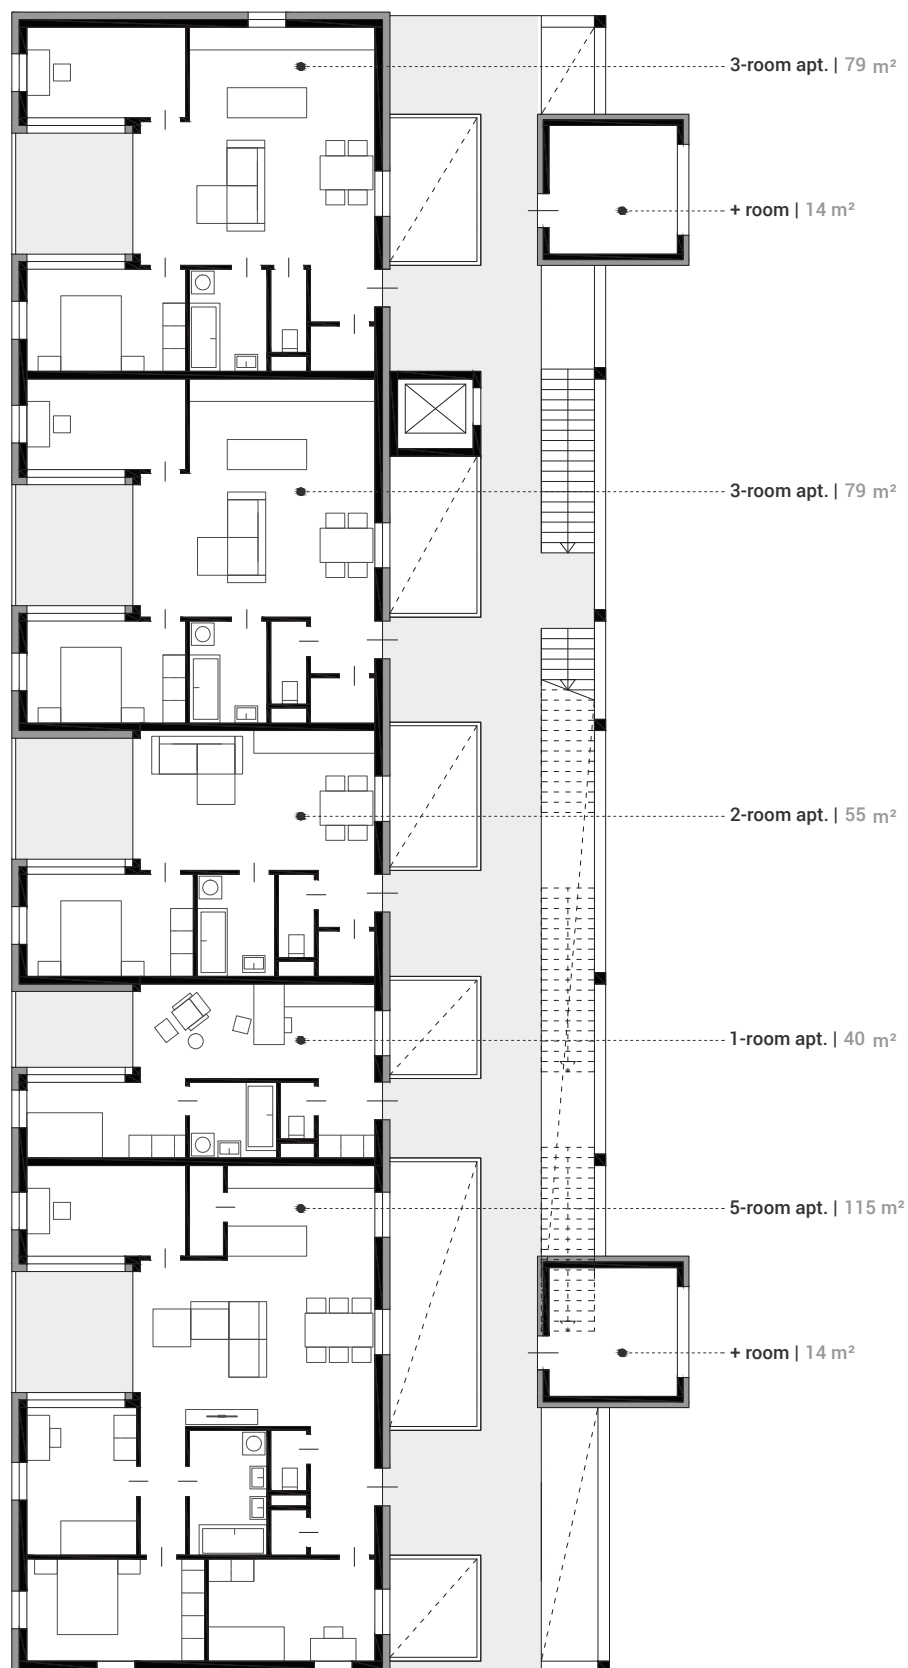 3-room apt. | 79 m²
+ room | 14 m²
3-room apt. | 79 m²
2-room apt. | 55 m²
1-room apt. | 40 m²
5-room apt. | 115 m²
+ room | 14 m²